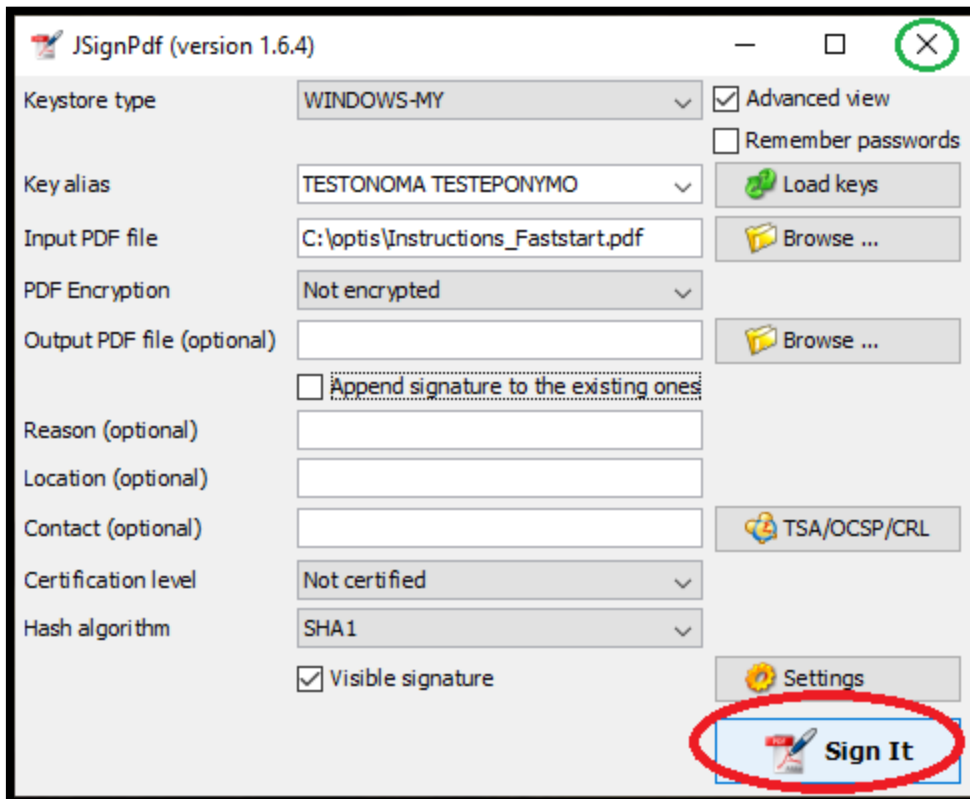 JSignPdf (version 1.6.4)
Keystore type WINDOWS-MY Advanced view
Remember passwords
Key alias TESTONOMA TESTEPONYMO Load keys
Input PDF file C:\optis\Instructions_Faststart.pdf Browse ...
PDF Encryption Not encrypted
Output PDF file (optional) Browse ...
Append signature to the existing ones
Reason (optional)
Location (optional)
Contact (optional) TSA/OCSP/CRL
Certification level Not certified
Hash algorithm SHA1
Visible signature Settings
Sign It